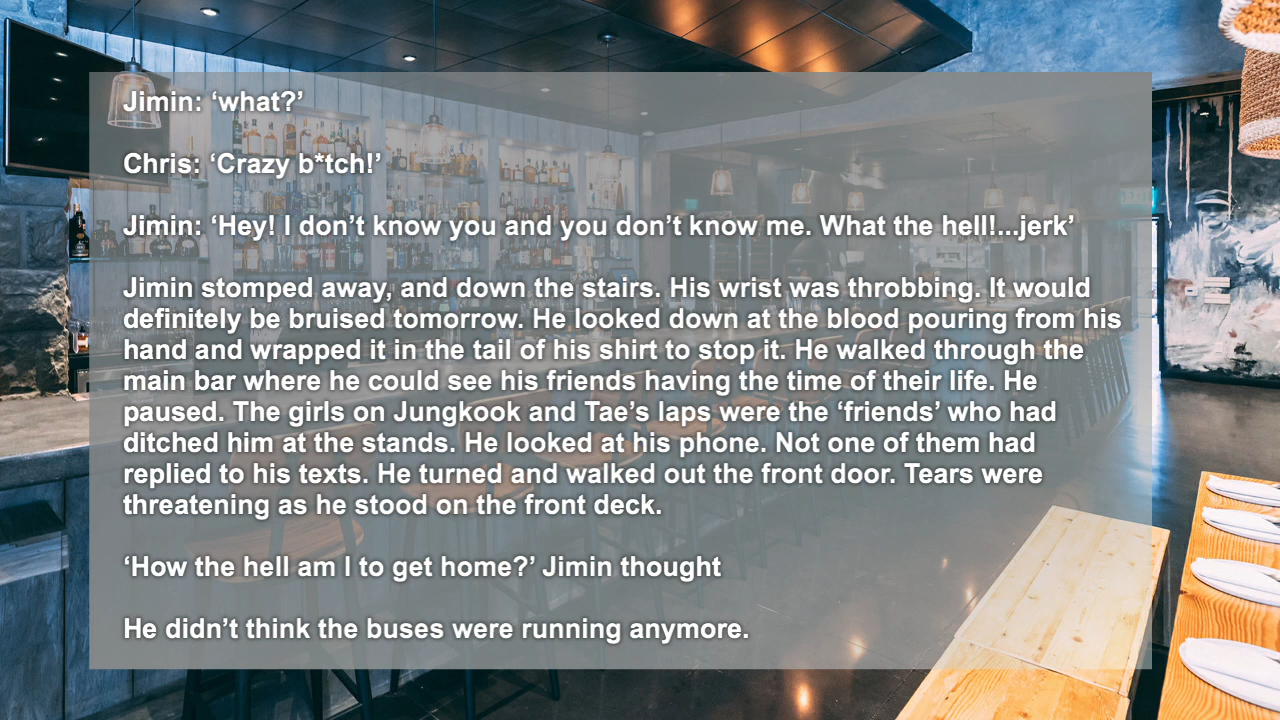 Jimin: ‘what?’
Chris: ‘Crazy b*tch!’
Jimin: ‘Hey! I don’t know you and you don’t know me. What the hell!...jerk’
Jimin stomped away, and down the stairs. His wrist was throbbing. It would
definitely be bruised tomorrow. He looked down at the blood pouring from his
hand and wrapped it in the tail of his shirt to stop it. He walked through the
main bar where he could see his friends having the time of their life. He
paused. The girls on Jungkook and Tae’s laps were the ‘friends’ who had
ditched him at the stands. He looked at his phone. Not one of them had
replied to his texts. He turned and walked out the front door. Tears were
threatening as he stood on the front deck.
‘How the hell am I to get home?’ Jimin thought
He didn’t think the buses were running anymore.